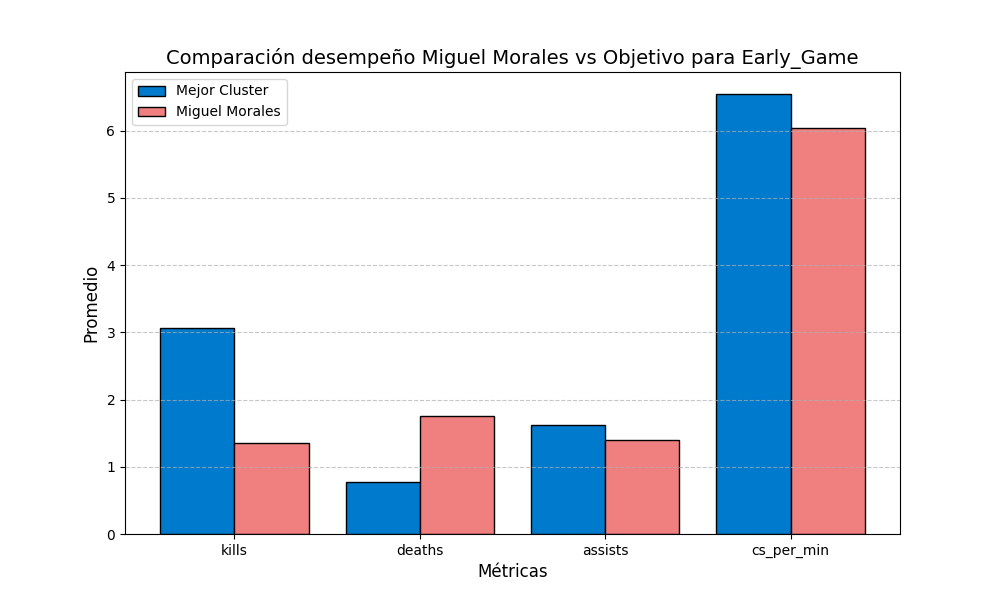 Comparación desempeño Miguel Morales vs Objetivo para Early_Game
Mejor Cluster
Miguel Morales
Promedio
6
5
4
3
2
1
0
kills
deaths
assists
cs_per_min
Métricas